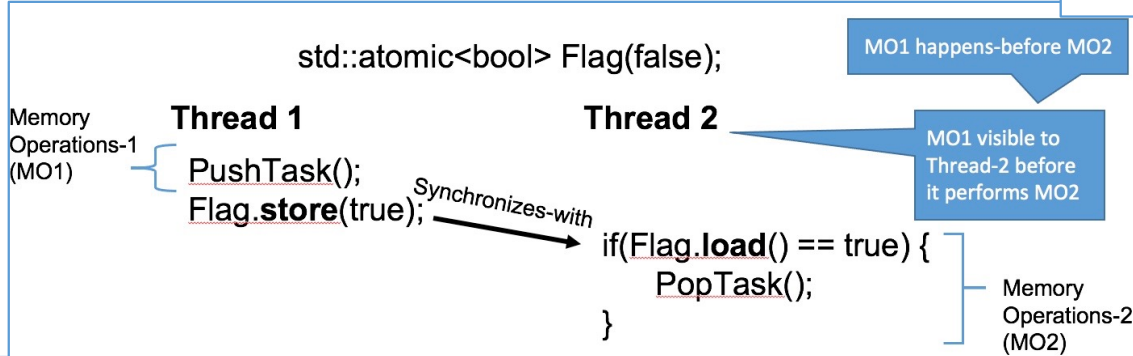 std::atomic<bool> Flag(false);
MO1 happens-before MO2
Memory
Operations-1
(MO1)
Thread 1
PushTask();
Flag.store(true);
Synchronizes-with
Thread 2
MO1 visible to
Thread-2 before
it performs MO2
if(Flag.load() == true) {
PopTask();
}
Memory
Operations-2
(MO2)